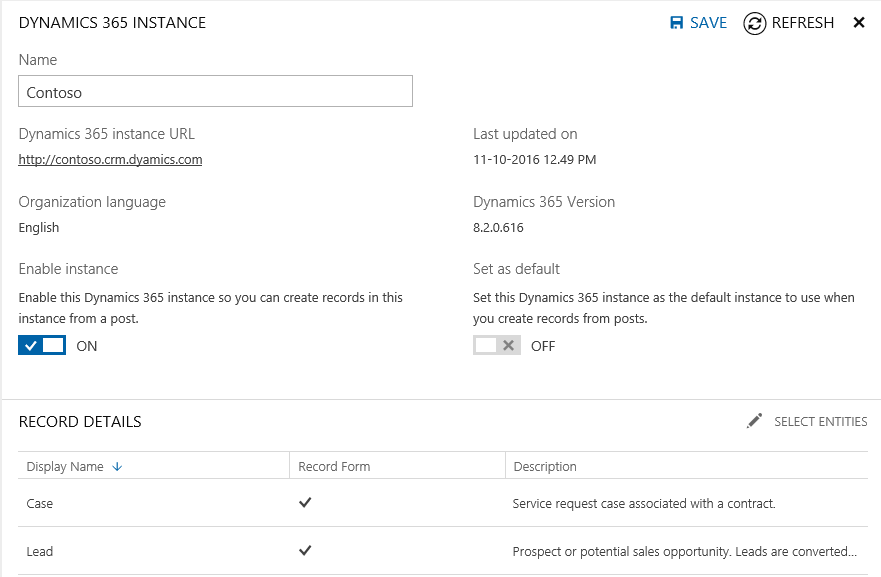 DYNAMICS 365 INSTANCE SAVE REFRESH
Name
Contoso
Dynamics 365 instance URL Last updated on
http://contoso.crm.dyamics.com 11-10-2016 12.49 PM
Organization language Dynamics 365 Version
English 8.2.0.616
Enable instance Set as default
Enable this Dynamics 365 instance so you can create records in this Set this Dynamics 365 instance as the default instance to use when
instance from a post. you create records from posts.
ON OFF
RECORD DETAILS SELECT ENTITIES
Display Name Record Form Description
Case Service request case associated with a contract.
Lead Prospect or potential sales opportunity. Leads are converted...